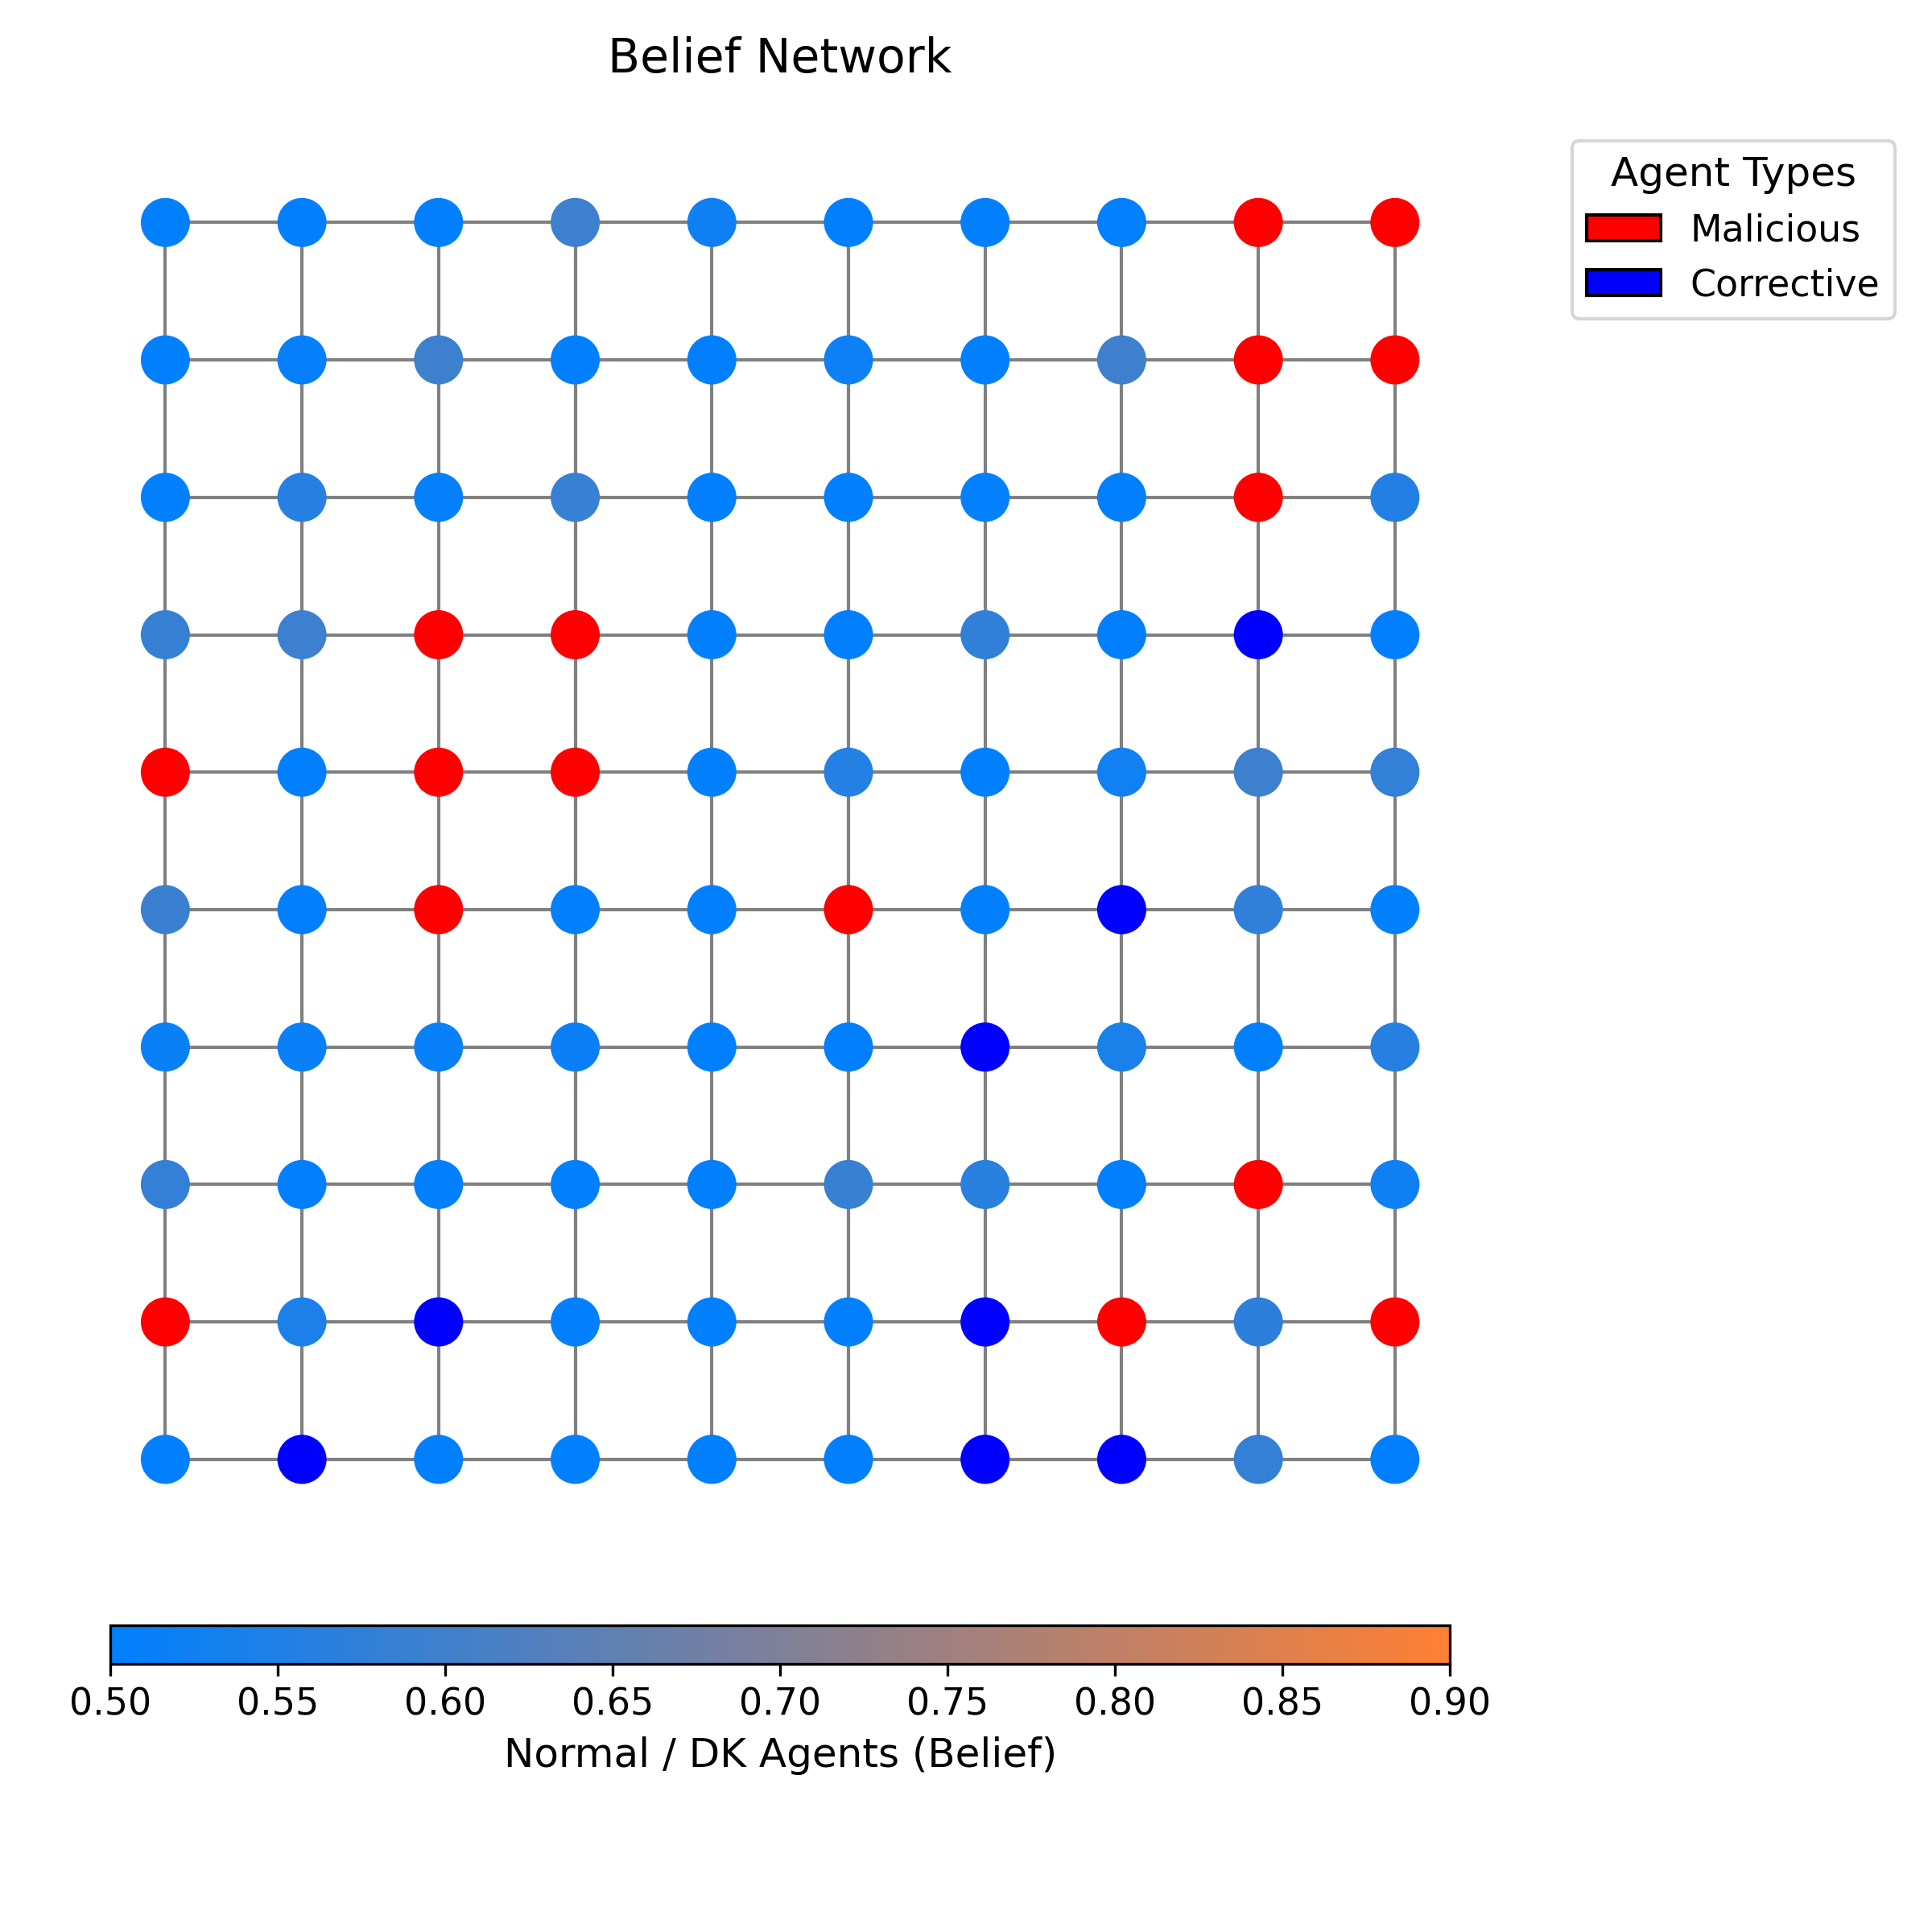 Belief Network
Agent Types
Malicious
Corrective
0.50 0.55 0.60 0.65 0.70 0.75 0.80 0.85 0.90
Normal / DK Agents (Belief)